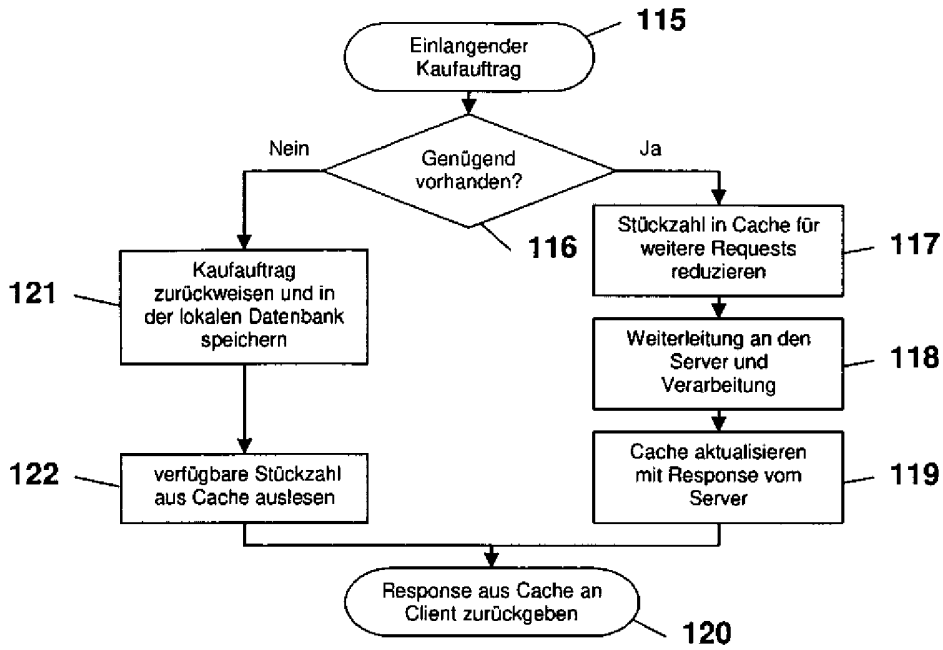 115
Einlangender
Kaufauftrag
Nein
Ja
Genügend
vorhanden?
116
Stückzahl in Cache für
weitere Requests
reduzieren
117
121
Kaufauftrag
zurückweisen und in
der lokalen Datenbank
speichern
Weiterleitung an den
Server und
Verarbeitung
118
122
verfügbare Stückzahl
aus Cache auslesen
Cache aktualisieren
mit Response vom
Server
119
Response aus Cache an
Client zurückgeben
120